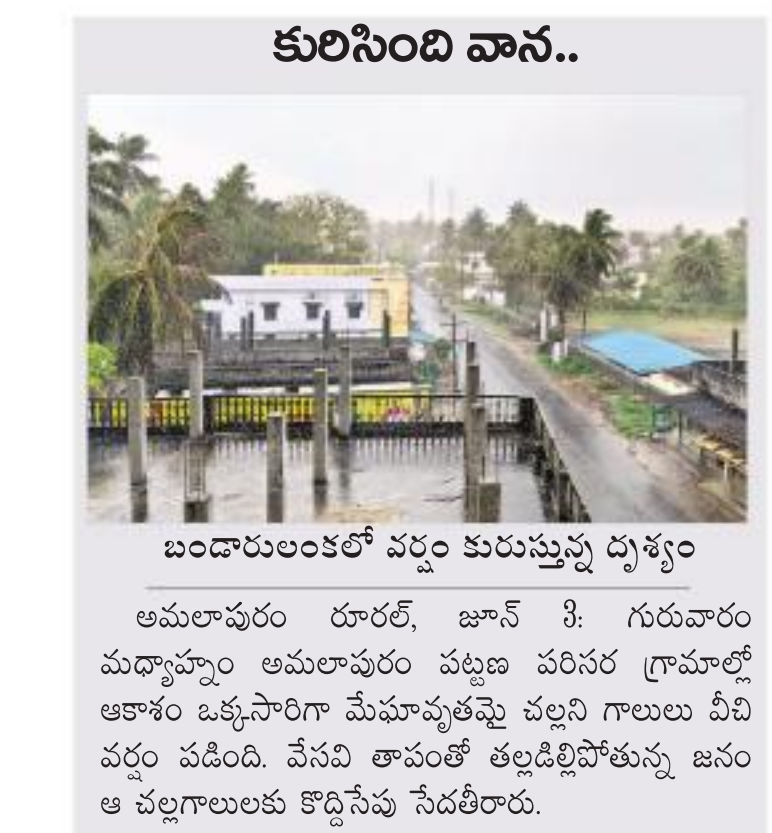 కురిసింది వాన..
బండారులంకలో వర్షం కురుస్తున్న దృశ్యం
అమలాపురం రూరల్, జూన్ 3: గురువారం
మధ్యాహ్నం అమలాపురం పట్టణ పరిసర గ్రామాల్లో
ఆకాశం ఒక్కసారిగా మేఘావృతమై చల్లని గాలులు వీచి
వర్షం పడింది. వేసవి తాపంతో తల్లడిల్లిపోతున్న జనం
ఆ చల్లగాలులకు కొద్దిసేపు సేదతీరారు.